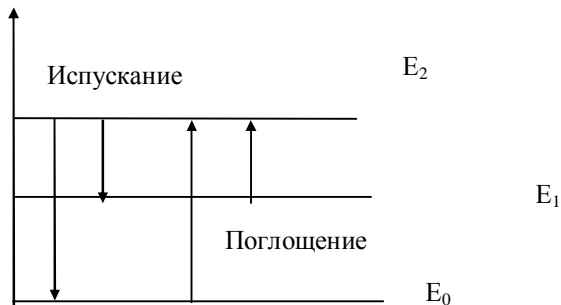 Испускание
E₂
E₁
Поглощение
E₀